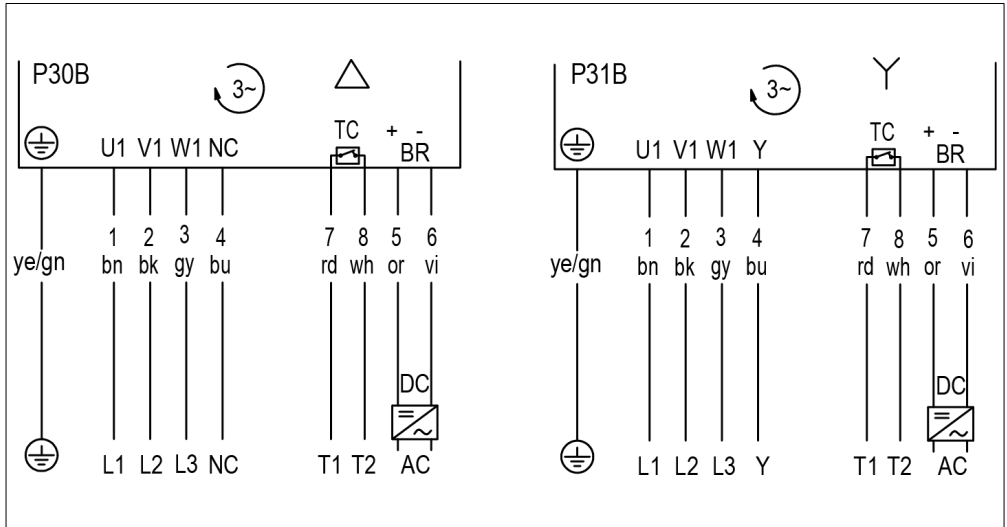 P30B
3~
TC + -
U1 V1 W1 NC BR
1 2 3 4 7 8 5 6
ye/gn bn bk gy bu rd wh or vi
DC
L1 L2 L3 NC T1 T2 AC
P31B
3~
TC + -
U1 V1 W1 Y BR
1 2 3 4 7 8 5 6
ye/gn bn bk gy bu rd wh or vi
DC
L1 L2 L3 Y T1 T2 AC